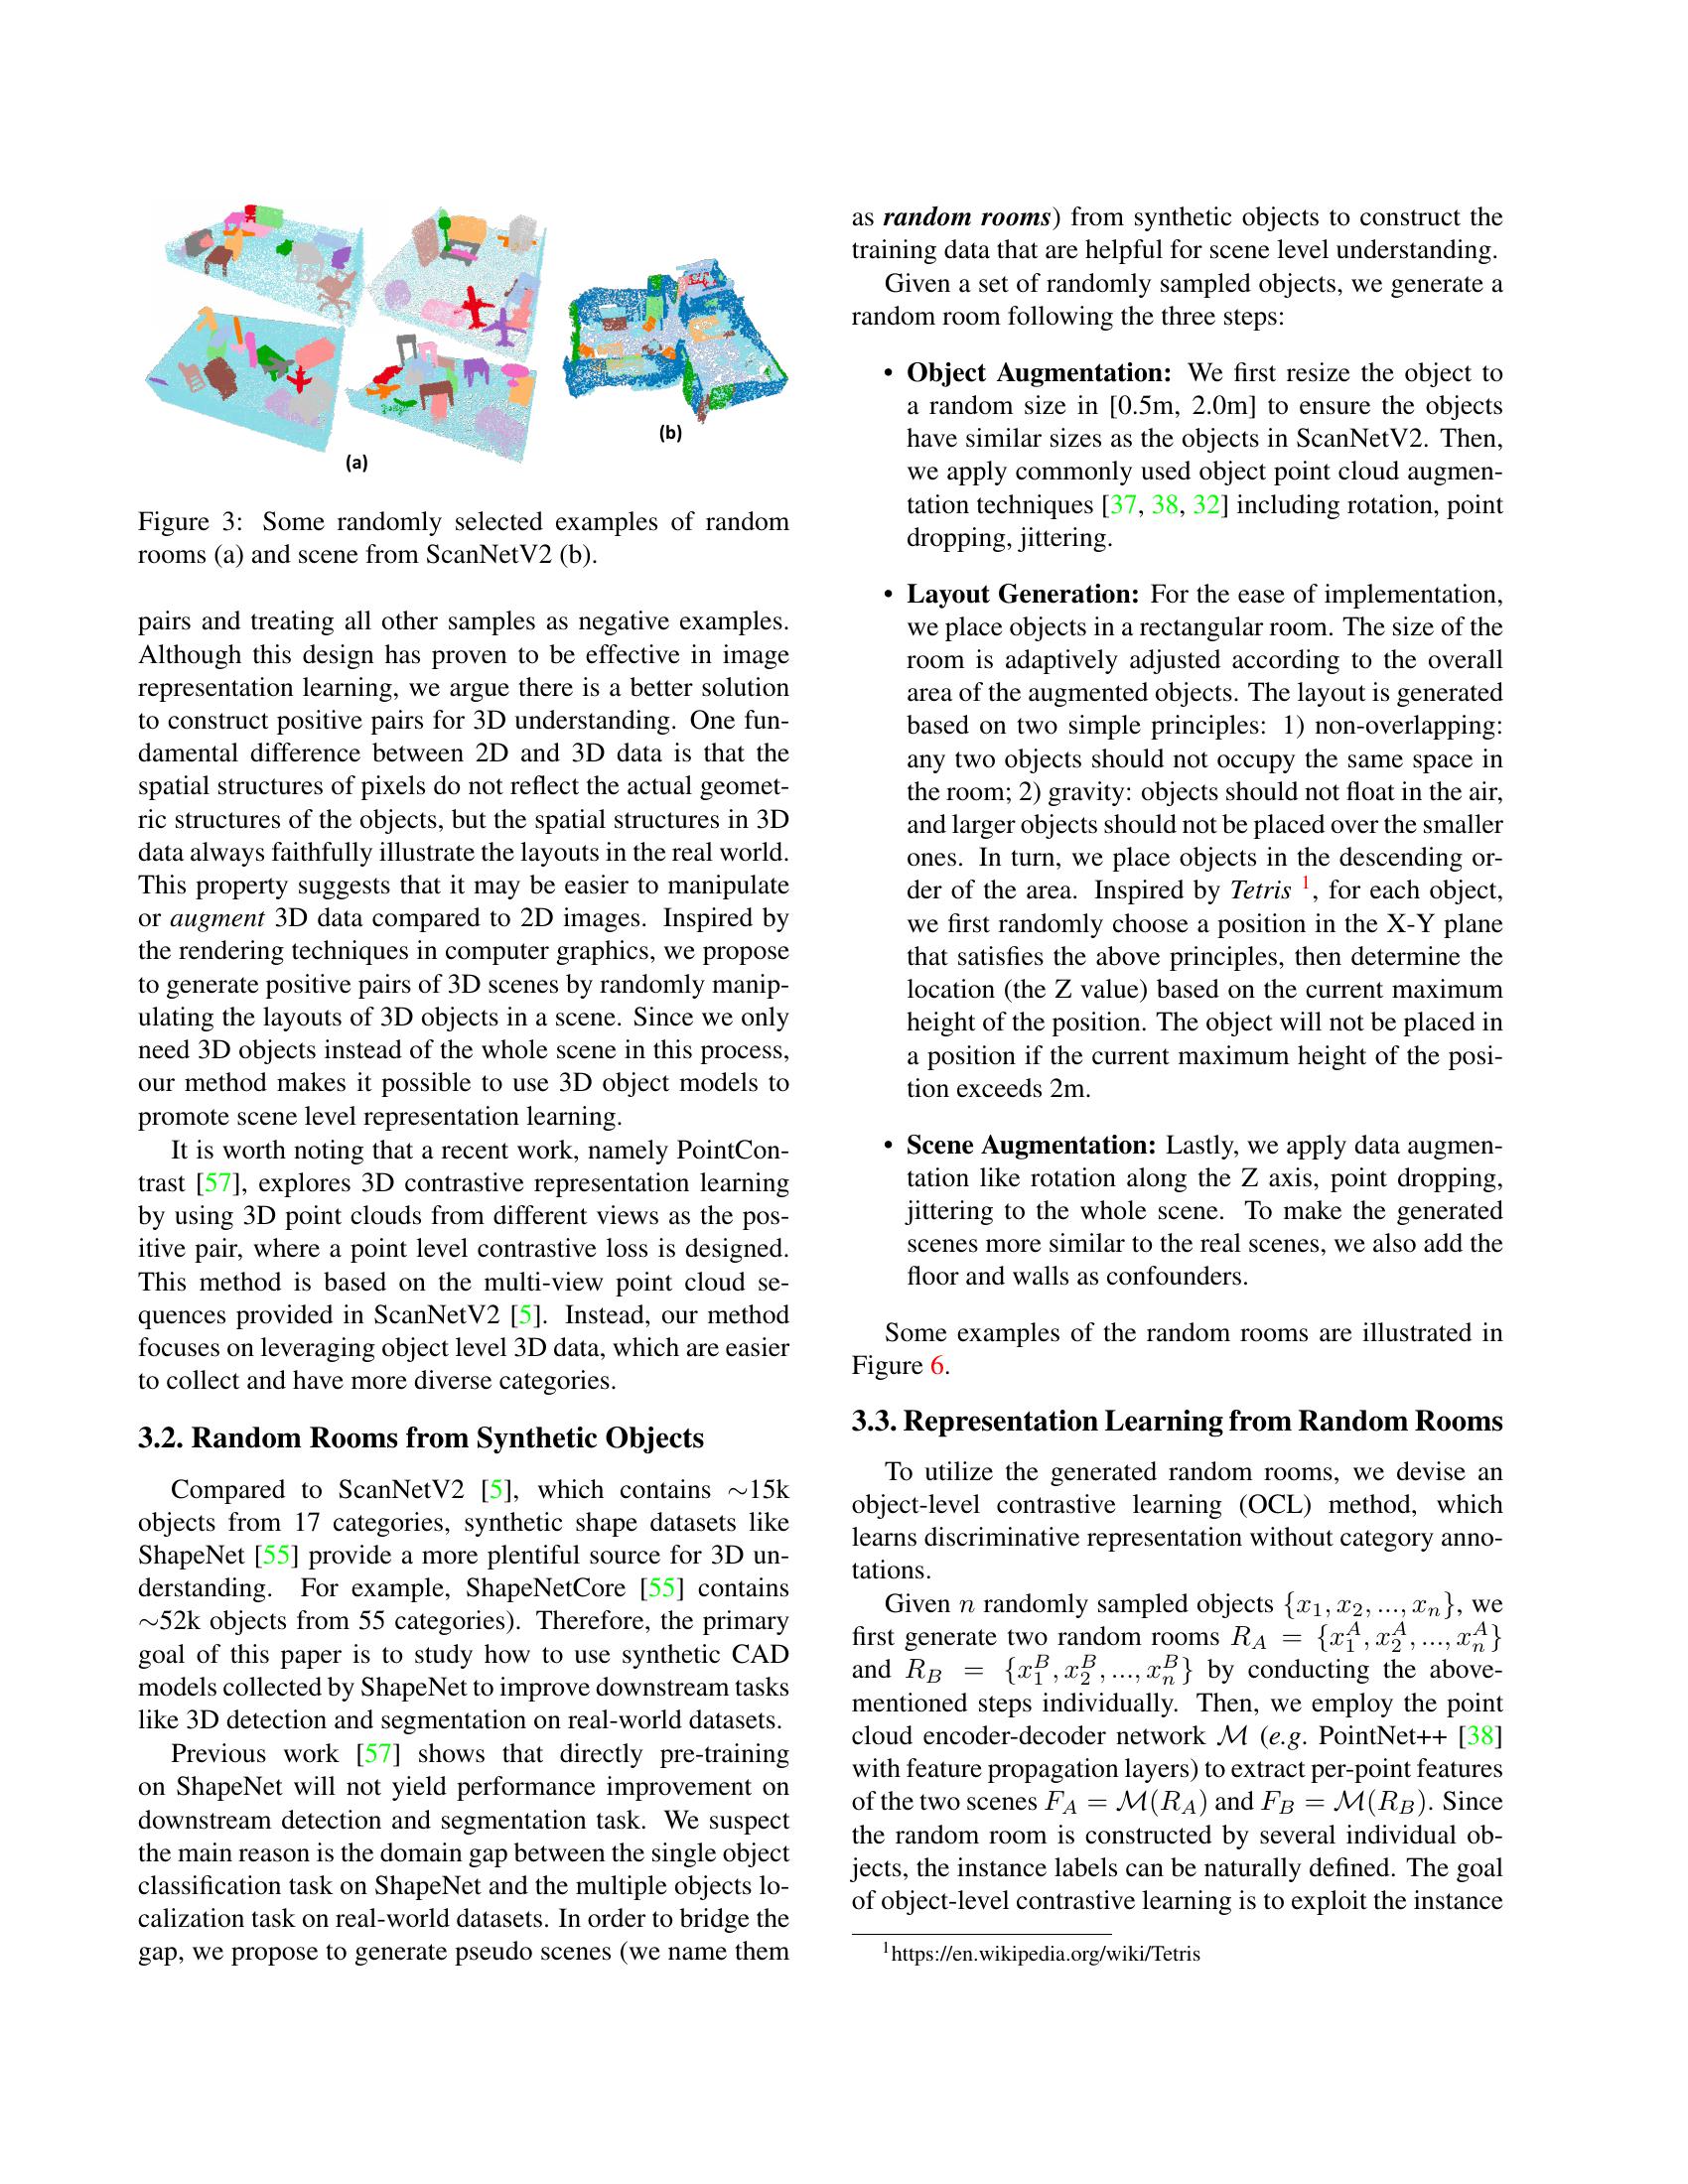 (a)
(b)
Figure 3: Some randomly selected examples of random
rooms (a) and scene from ScanNetV2 (b).
pairs and treating all other samples as negative examples.
Although this design has proven to be effective in image
representation learning, we argue there is a better solution
to construct positive pairs for 3D understanding. One fun-
damental difference between 2D and 3D data is that the
spatial structures of pixels do not reflect the actual geomet-
ric structures of the objects, but the spatial structures in 3D
data always faithfully illustrate the layouts in the real world.
This property suggests that it may be easier to manipulate
or augment 3D data compared to 2D images. Inspired by
the rendering techniques in computer graphics, we propose
to generate positive pairs of 3D scenes by randomly manip-
ulating the layouts of 3D objects in a scene. Since we only
need 3D objects instead of the whole scene in this process,
our method makes it possible to use 3D object models to
promote scene level representation learning.
It is worth noting that a recent work, namely PointCon-
trast [57], explores 3D contrastive representation learning
by using 3D point clouds from different views as the pos-
itive pair, where a point level contrastive loss is designed.
This method is based on the multi-view point cloud se-
quences provided in ScanNetV2 [5]. Instead, our method
focuses on leveraging object level 3D data, which are easier
to collect and have more diverse categories.
3.2. Random Rooms from Synthetic Objects
Compared to ScanNetV2 [5], which contains ∼15k
objects from 17 categories, synthetic shape datasets like
ShapeNet [55] provide a more plentiful source for 3D un-
derstanding. For example, ShapeNetCore [55] contains
∼52k objects from 55 categories). Therefore, the primary
goal of this paper is to study how to use synthetic CAD
models collected by ShapeNet to improve downstream tasks
like 3D detection and segmentation on real-world datasets.
Previous work [57] shows that directly pre-training
on ShapeNet will not yield performance improvement on
downstream detection and segmentation task. We suspect
the main reason is the domain gap between the single object
classification task on ShapeNet and the multiple objects lo-
calization task on real-world datasets. In order to bridge the
gap, we propose to generate pseudo scenes (we name them
as random rooms) from synthetic objects to construct the
training data that are helpful for scene level understanding.
Given a set of randomly sampled objects, we generate a
random room following the three steps:
• Object Augmentation: We first resize the object to
a random size in [0.5m, 2.0m] to ensure the objects
have similar sizes as the objects in ScanNetV2. Then,
we apply commonly used object point cloud augmen-
tation techniques [37, 38, 32] including rotation, point
dropping, jittering.
• Layout Generation: For the ease of implementation,
we place objects in a rectangular room. The size of the
room is adaptively adjusted according to the overall
area of the augmented objects. The layout is generated
based on two simple principles: 1) non-overlapping:
any two objects should not occupy the same space in
the room; 2) gravity: objects should not float in the air,
and larger objects should not be placed over the smaller
ones. In turn, we place objects in the descending or-
der of the area. Inspired by Tetris ¹, for each object,
we first randomly choose a position in the X-Y plane
that satisfies the above principles, then determine the
location (the Z value) based on the current maximum
height of the position. The object will not be placed in
a position if the current maximum height of the posi-
tion exceeds 2m.
• Scene Augmentation: Lastly, we apply data augmen-
tation like rotation along the Z axis, point dropping,
jittering to the whole scene. To make the generated
scenes more similar to the real scenes, we also add the
floor and walls as confounders.
Some examples of the random rooms are illustrated in
Figure 6.
3.3. Representation Learning from Random Rooms
To utilize the generated random rooms, we devise an
object-level contrastive learning (OCL) method, which
learns discriminative representation without category anno-
tations.
Given n randomly sampled objects {x₁, x₂, ..., xₙ}, we
first generate two random rooms R_A = {x₁ᴬ, x₂ᴬ, ..., xₙᴬ}
and R_B = {x₁ᴮ, x₂ᴮ, ..., xₙᴮ} by conducting the above-
mentioned steps individually. Then, we employ the point
cloud encoder-decoder network ℳ (e.g. PointNet++ [38]
with feature propagation layers) to extract per-point features
of the two scenes F_A = ℳ(R_A) and F_B = ℳ(R_B). Since
the random room is constructed by several individual ob-
jects, the instance labels can be naturally defined. The goal
of object-level contrastive learning is to exploit the instance
¹https://en.wikipedia.org/wiki/Tetris